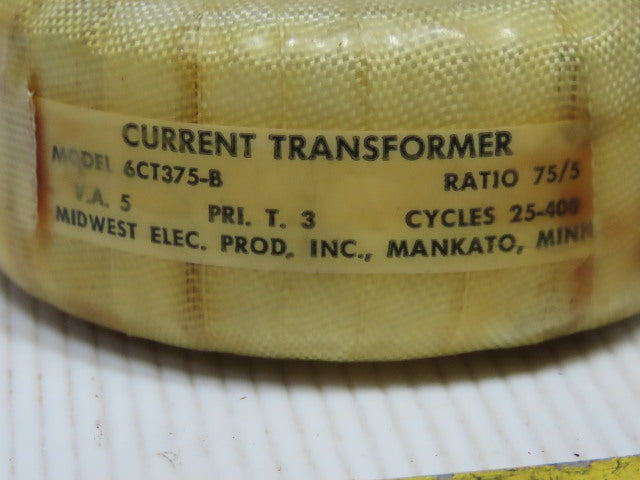 CURRENT TRANSFORMER
MODEL 6CT375-B RATIO 75/5
V.A. 5 PRI. T. 3 CYCLES 25-400
MIDWEST ELEC. PROD. INC., MANKATO, MINN